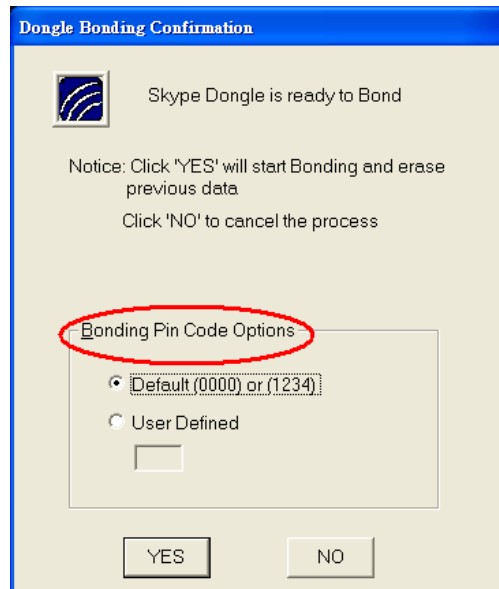 Dongle Bonding Confirmation
Skype Dongle is ready to Bond
Notice: Click 'YES' will start Bonding and erase
previous data
Click 'NO' to cancel the process
Bonding Pin Code Options
Default (0000) or (1234)
User Defined
YES NO